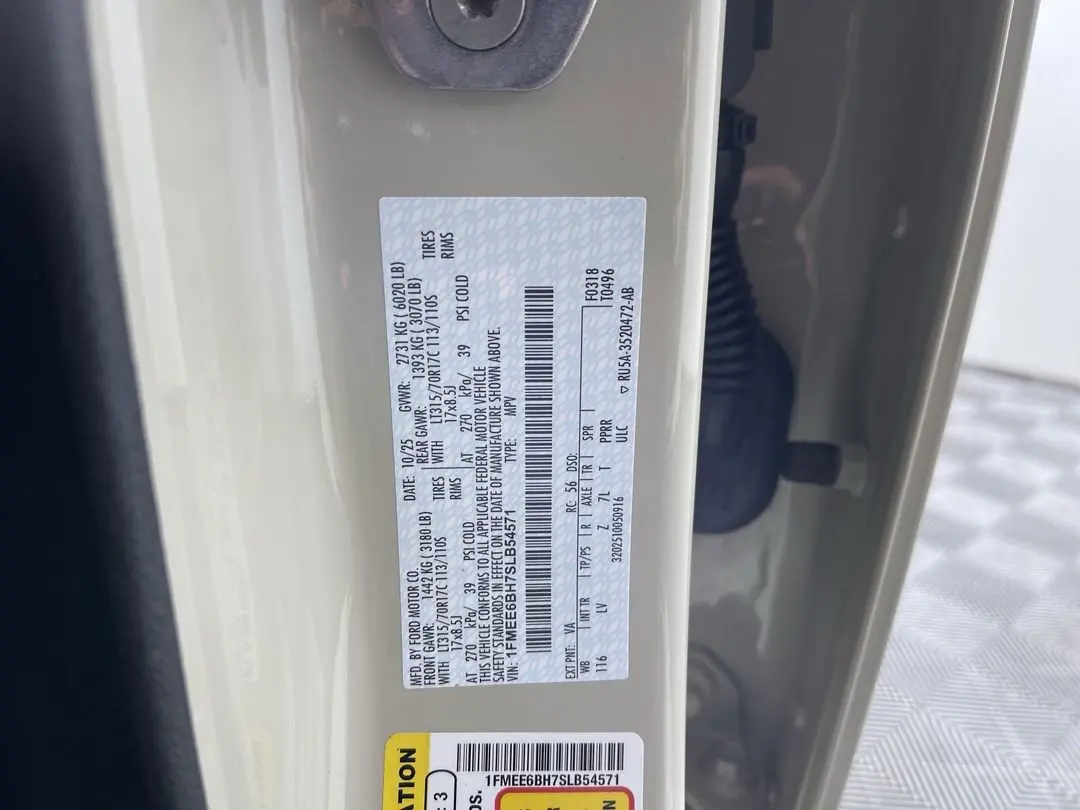 MFD. BY FORD MOTOR CO.
DATE: 10/25
GVWR: 2731 KG ( 6020 LB)
FRONT GAWR: 1442 KG ( 3180 LB)
REAR GAWR: 1393 KG ( 3070 LB)
WITH LT315/70R17C 113/110S TIRES
WITH LT315/70R17C 113/110S TIRES
17x8.5J RIMS
17x8.5J RIMS
AT 270 kPa/ 39 PSI COLD
AT 270 kPa/ 39 PSI COLD
THIS VEHICLE CONFORMS TO ALL APPLICABLE FEDERAL MOTOR VEHICLE
SAFETY STANDARDS IN EFFECT ON THE DATE OF MANUFACTURE SHOWN ABOVE.
VIN: 1FMEE6BH7SLB54571
TYPE: MPV
EXT PNT: VA RC: 56 DSO:
F0318
WB INT TR TP/PS R AXLE TR SPR
T0496
116 LV Z 7L T PPRR
ULC
3202510050916
▽ RU5A-3520472-AB
1FMEE6BH7SLB54571